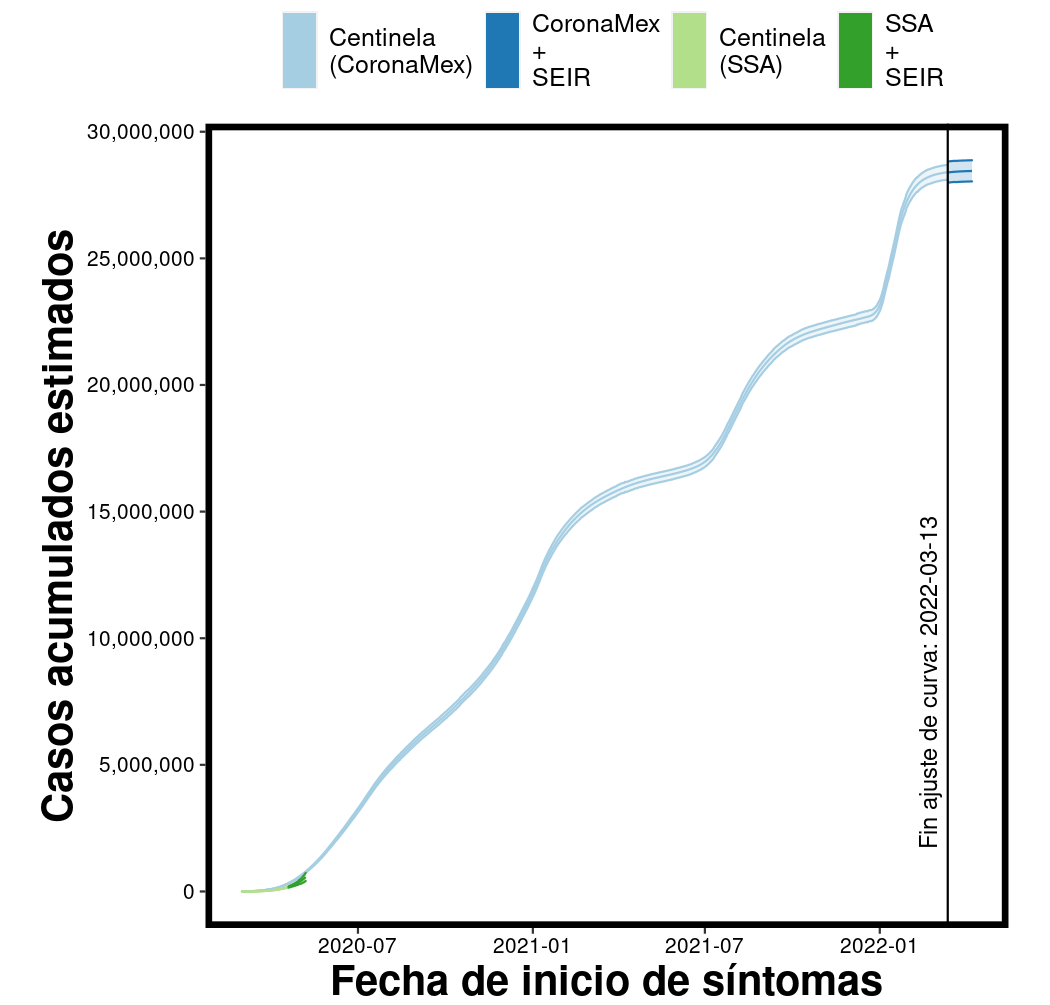 Centinela
(CoronaMex)
CoronaMex
+
SEIR
Centinela
(SSA)
SSA
+
SEIR
Casos acumulados estimados
30,000,000
25,000,000
20,000,000
15,000,000
10,000,000
5,000,000
0
Fin ajuste de curva: 2022-03-13
2020-07
2021-01
2021-07
2022-01
Fecha de inicio de síntomas